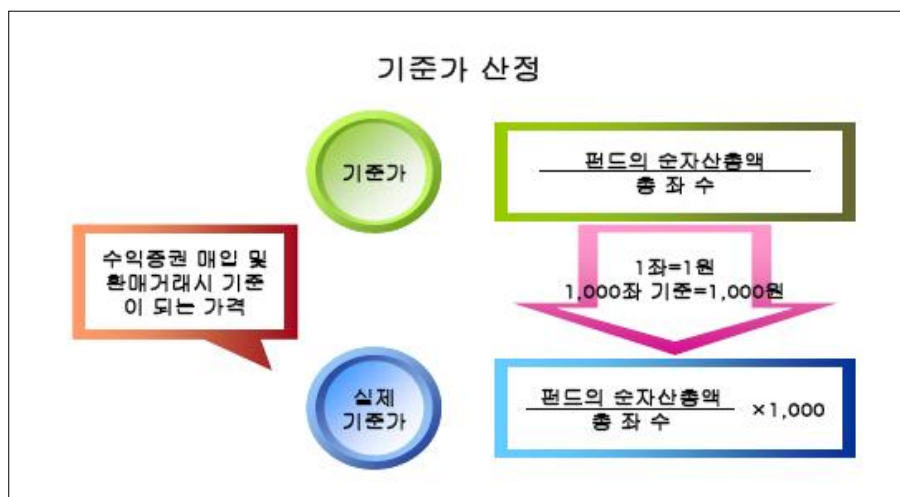 기준가 산정
기준가
펀드의 순자산총액
총 좌 수
수익증권 매입 및
환매거래시 기준
이 되는 가격
1좌=1원
1,000좌 기준=1,000원
실제
기준가
펀드의 순자산총액
총 좌 수
×1,000